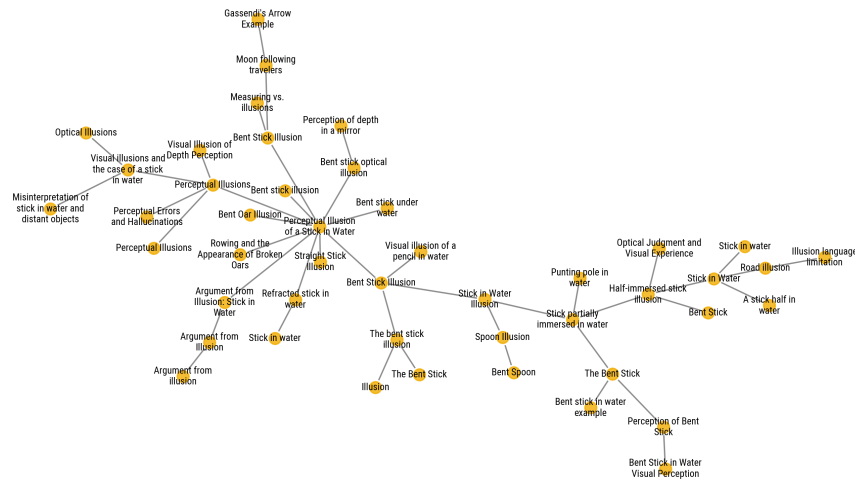 Gassendi's Arrow
Example
Moon following
travelers
Measuring vs.
illusions
Perception of depth
in a mirror
Optical Illusions
Bent Stick Illusion
Visual Illusion of
Depth Perception
Visual illusions and
the case of a stick
in water
Bent stick optical
illusion
Perceptual Illusions
Bent stick illusion
Misinterpretation of
stick in water and
distant objects
Bent stick under
water
Perceptual Errors
and Hallucinations
Bent Oar Illusion
Perceptual Illusion
of a Stick in Water
Perceptual Illusions
Rowing and the
Appearance of Broken
Oars
Straight Stick
Illusion
Visual illusion of a
pencil in water
Optical Judgment and
Visual Experience
Stick in water
Illusion language
limitation
Road illusion
Punting pole in
water
Stick in Water
Bent Stick Illusion
Argument from
Illusion: Stick in
Water
Refracted stick in
water
Stick in Water
Illusion
Half-immersed stick
illusion
A stick half in
water
Stick partially
immersed in water
Bent Stick
Argument from
Illusion
Stick in water
The bent stick
illusion
Spoon Illusion
Argument from
illusion
Illusion
The Bent Stick
Bent Spoon
The Bent Stick
Bent stick in water
example
Perception of Bent
Stick
Bent Stick in Water
Visual Perception